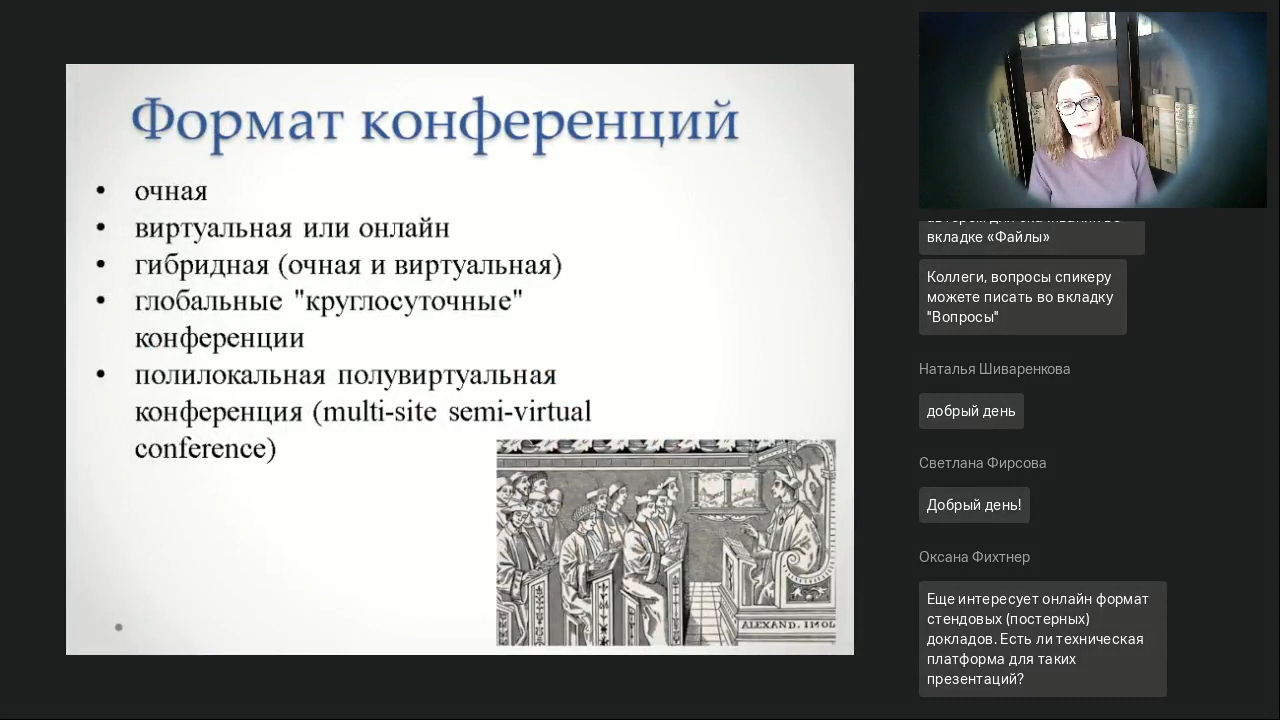 Формат конференций
• очная
• виртуальная или онлайн
• гибридная (очная и виртуальная)
• глобальные "круглосуточные"
конференции
• полилокальная полувиртуальная
конференция (multi-site semi-virtual
conference)
вкладке «Файлы»
Коллеги, вопросы спикеру
можете писать во вкладку
"Вопросы"
Наталья Шиваренкова
добрый день
Светлана Фирсова
Добрый день!
Оксана Фихтнер
Еще интересует онлайн формат
стендовых (постерных)
докладов. Есть ли техническая
платформа для таких
презентаций?
ALEXAND.